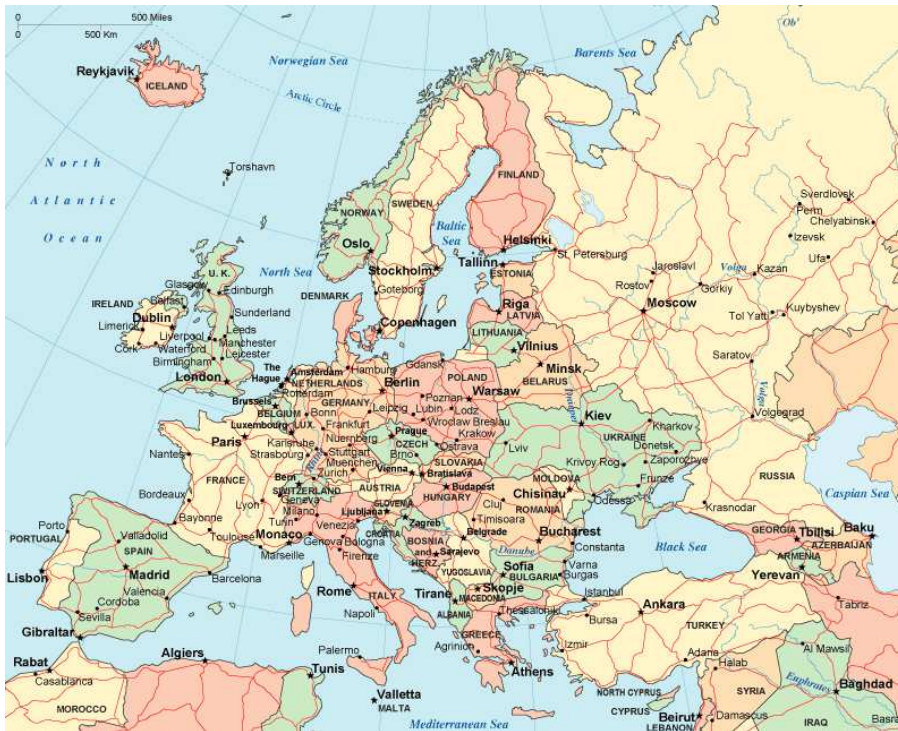 0 500 Miles
0 500 Km
Norwegian Sea
Barents Sea
Ob'
Reykjavik
ICELAND
Arctic Circle
North
Atlantic
Ocean
Torshavn
FINLAND
SWEDEN
NORWAY
Baltic
Sea
Sverdlovsk
Perm
Chelyabinsk
Izevsk
Ufa
Oslo
Helsinki
St. Petersburg
Tallinn
ESTONIA
Stockholm
Goteborg
North Sea
Jaroslavl
Rostov
Volga
Kazan
Gorkiy
Moscow
Tol Yatti
Kuybyshev
Saratov
Volga
Volgograd
U. K.
Glasgow
Edinburgh
IRELAND
Belfast
Sunderland
Dublin
Limerick
Leeds
Liverpool
Manchester
Cork
Waterford
Leicester
Birmingham
London
DENMARK
Copenhagen
Riga
LATVIA
LITHUANIA
Vilnius
Minsk
BELARUS
The
Hague
Amsterdam
NETHERLANDS
Rotterdam
Hamburg
Gdansk
Berlin
POLAND
Warsaw
Poznan
Brussels
BELGIUM
GERMANY
Leipzig
Lubin
Lodz
Bonn
Wroclaw Breslau
Luxembourg
LUX.
Frankfurt
Prague
Krakow
Paris
Karlsruhe
Nuernberg
CZECH
Ostrava
Strasbourg
Stuttgart
Brno
Lviv
Nantes
Rhine
Muenchen
Vienna
SLOVAKIA
Bratislava
Zurich
Bern
Budapest
FRANCE
SWITZERLAND
AUSTRIA
HUNGARY
Geneva
Dnieper
Kiev
Kharkov
UKRAINE
Donetsk
Krivoy Rog
Zaporozhye
Frunze
MOLDOVA
Chisinau
Odessa
RUSSIA
Krasnodar
Caspian Sea
Bordeaux
Lyon
Milano
SLOVENIA
Cluj
ROMANIA
Turin
Venezia
Ljubljana
Zagreb
Timisoara
Bayonne
CROATIA
Belgrade
Bucharest
Toulouse
Monaco
Genova
Bologna
BOSNIA
and
HERZ.
Sarajevo
Danube
Constanta
Marseille
Firenze
YUGOSLAVIA
Sofia
Varna
Burgas
BULGARIA
Black Sea
GEORGIA
Tbilisi
Baku
AZERBAIJAN
ARMENIA
Yerevan
Tabriz
Porto
PORTUGAL
Valladolid
SPAIN
Madrid
Barcelona
Lisbon
Valencia
Cordoba
Sevilla
Gibraltar
Rome
ITALY
Napoli
Tirane
Skopje
MACEDONIA
ALBANIA
Thessaloniki
GREECE
Agrinion
Athens
Istanbul
Bursa
Ankara
TURKEY
Izmir
Adana
Halab
Al Mawsil
Rabat
Casablanca
MOROCCO
Algiers
Tunis
Palermo
Valletta
MALTA
Mediterranean Sea
NORTH CYPRUS
CYPRUS
Beirut
LEBANON
SYRIA
Damascus
Euphrates
Baghdad
IRAQ
Basra